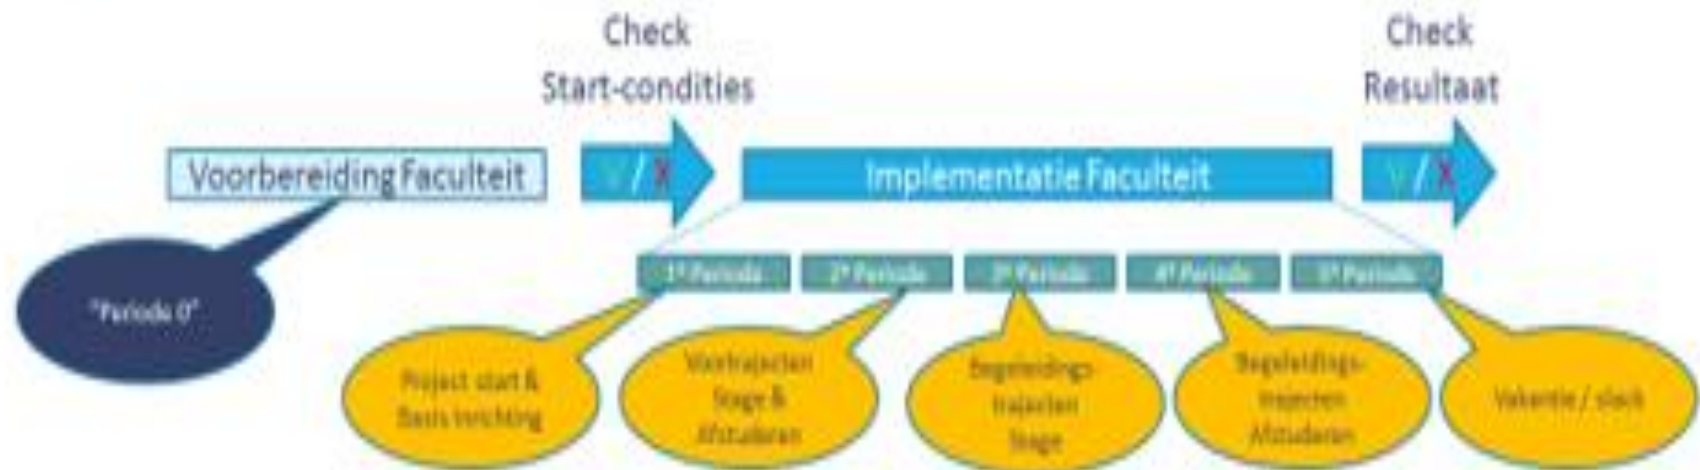 Check
Start-condities
Check
Resultaat
Voorbereiding Faculteit
V / X
Implementatie Faculteit
V / X
"Periode 0"
1e Periode
2e Periode
3e Periode
4e Periode
5e Periode
Project start &
Basis Inrichting
Voortrajecten
Stage &
Afstuderen
Begeleidings-
trajecten
Stage
Begeleidings-
trajecten
Afstuderen
Vakantie / slack